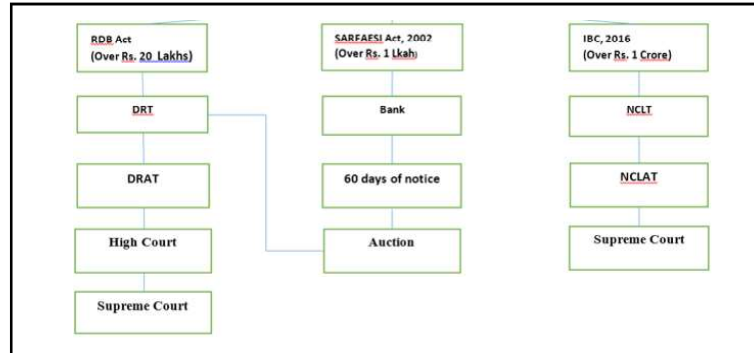 RDB Act
(Over Rs. 20 Lakhs)
DRT
DRAT
High Court
Supreme Court
SARFAESI Act, 2002
(Over Rs. 1 Lkah)
Bank
60 days of notice
Auction
IBC, 2016
(Over Rs. 1 Crore)
NCLT
NCLAT
Supreme Court